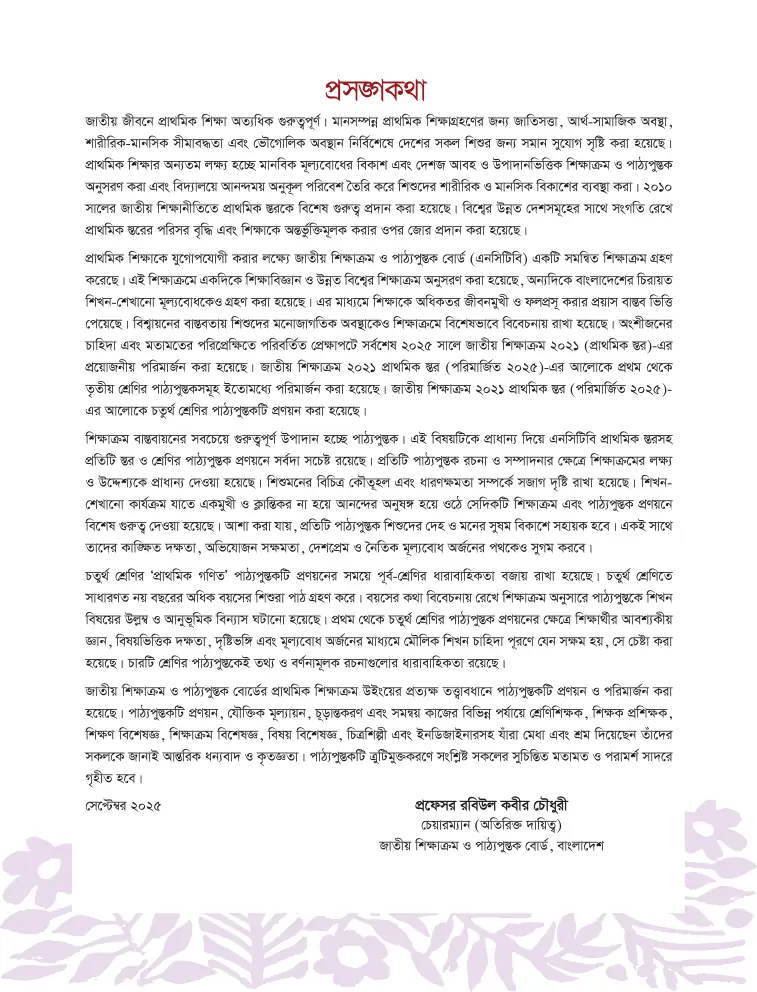 প্রসঙ্গকথা
জাতীয় জীবনে প্রাথমিক শিক্ষা অত্যধিক গুরুত্বপূর্ণ। মানসম্পন্ন প্রাথমিক শিক্ষাগ্রহণের জন্য জাতিসত্তা, আর্থ-সামাজিক অবস্থা,
শারীরিক-মানসিক সীমাবদ্ধতা এবং ভৌগোলিক অবস্থান নির্বিশেষে দেশের সকল শিশুর জন্য সমান সুযোগ সৃষ্টি করা হয়েছে।
প্রাথমিক শিক্ষার অন্যতম লক্ষ্য হচ্ছে মানবিক মূল্যবোধের বিকাশ এবং দেশজ আবহ ও উপাদানভিত্তিক শিক্ষাক্রম ও পাঠ্যপুস্তক
অনুসরণ করা এবং বিদ্যালয়ে আনন্দময় অনুকূল পরিবেশ তৈরি করে শিশুদের শারীরিক ও মানসিক বিকাশের ব্যবস্থা করা। ২০১০
সালের জাতীয় শিক্ষানীতিতে প্রাথমিক স্তরকে বিশেষ গুরুত্ব প্রদান করা হয়েছে। বিশ্বের উন্নত দেশসমূহের সাথে সংগতি রেখে
প্রাথমিক স্তরের পরিসর বৃদ্ধি এবং শিক্ষাকে অন্তর্ভুক্তিমূলক করার ওপর জোর প্রদান করা হয়েছে।
প্রাথমিক শিক্ষাকে যুগোপযোগী করার লক্ষ্যে জাতীয় শিক্ষাক্রম ও পাঠ্যপুস্তক বোর্ড (এনসিটিবি) একটি সমন্বিত শিক্ষাক্রম গ্রহণ
করেছে। এই শিক্ষাক্রমে একদিকে শিক্ষাবিজ্ঞান ও উন্নত বিশ্বের শিক্ষাক্রম অনুসরণ করা হয়েছে, অন্যদিকে বাংলাদেশের চিরায়ত
শিখন-শেখানো মূল্যবোধকেও গ্রহণ করা হয়েছে। এর মাধ্যমে শিক্ষাকে অধিকতর জীবনমুখী ও ফলপ্রসূ করার প্রয়াস বাস্তব ভিত্তি
পেয়েছে। বিশ্বায়নের বাস্তবতায় শিশুদের মনোজাগতিক অবস্থাকেও শিক্ষাক্রমে বিশেষভাবে বিবেচনায় রাখা হয়েছে। অংশীজনের
চাহিদা এবং মতামতের পরিপ্রেক্ষিতে পরিবর্তিত প্রেক্ষাপটে সর্বশেষ ২০২৫ সালে জাতীয় শিক্ষাক্রম ২০২১ (প্রাথমিক স্তর)-এর
প্রয়োজনীয় পরিমার্জন করা হয়েছে। জাতীয় শিক্ষাক্রম ২০২১ প্রাথমিক স্তর (পরিমার্জিত ২০২৫)-এর আলোকে প্রথম থেকে
তৃতীয় শ্রেণির পাঠ্যপুস্তকসমূহ ইতোমধ্যে পরিমার্জন করা হয়েছে। জাতীয় শিক্ষাক্রম ২০২১ প্রাথমিক স্তর (পরিমার্জিত ২০২৫)-
এর আলোকে চতুর্থ শ্রেণির পাঠ্যপুস্তকটি প্রণয়ন করা হয়েছে।
শিক্ষাক্রম বাস্তবায়নের সবচেয়ে গুরুত্বপূর্ণ উপাদান হচ্ছে পাঠ্যপুস্তক। এই বিষয়টিকে প্রাধান্য দিয়ে এনসিটিবি প্রাথমিক স্তরসহ
প্রতিটি স্তর ও শ্রেণির পাঠ্যপুস্তক প্রণয়নে সর্বদা সচেষ্ট রয়েছে। প্রতিটি পাঠ্যপুস্তক রচনা ও সম্পাদনার ক্ষেত্রে শিক্ষাক্রমের লক্ষ্য
ও উদ্দেশ্যকে প্রাধান্য দেওয়া হয়েছে। শিশুমনের বিচিত্র কৌতূহল এবং ধারণক্ষমতা সম্পর্কে সজাগ দৃষ্টি রাখা হয়েছে। শিখন-
শেখানো কার্যক্রম যাতে একমুখী ও ক্লান্তিকর না হয়ে আনন্দের অনুষঙ্গ হয়ে ওঠে সেদিকটি শিক্ষাক্রম এবং পাঠ্যপুস্তক প্রণয়নে
বিশেষ গুরুত্ব দেওয়া হয়েছে। আশা করা যায়, প্রতিটি পাঠ্যপুস্তক শিশুদের দেহ ও মনের সুষম বিকাশে সহায়ক হবে। একই সাথে
তাদের কাঙ্ক্ষিত দক্ষতা, অভিযোজন সক্ষমতা, দেশপ্রেম ও নৈতিক মূল্যবোধ অর্জনের পথকেও সুগম করবে।
চতুর্থ শ্রেণির ‘প্রাথমিক গণিত’ পাঠ্যপুস্তকটি প্রণয়নের সময়ে পূর্ব-শ্রেণির ধারাবাহিকতা বজায় রাখা হয়েছে। চতুর্থ শ্রেণিতে
সাধারণত নয় বছরের অধিক বয়সের শিশুরা পাঠ গ্রহণ করে। বয়সের কথা বিবেচনায় রেখে শিক্ষাক্রম অনুসারে পাঠ্যপুস্তকে শিখন
বিষয়ের উল্লম্ব ও আনুভূমিক বিন্যাস ঘটানো হয়েছে। প্রথম থেকে চতুর্থ শ্রেণির পাঠ্যপুস্তক প্রণয়নের ক্ষেত্রে শিক্ষার্থীর আবশ্যকীয়
জ্ঞান, বিষয়ভিত্তিক দক্ষতা, দৃষ্টিভঙ্গি এবং মূল্যবোধ অর্জনের মাধ্যমে মৌলিক শিখন চাহিদা পূরণে যেন সক্ষম হয়, সে চেষ্টা করা
হয়েছে। চারটি শ্রেণির পাঠ্যপুস্তকেই তথ্য ও বর্ণনামূলক রচনাগুলোর ধারাবাহিকতা রয়েছে।
জাতীয় শিক্ষাক্রম ও পাঠ্যপুস্তক বোর্ডের প্রাথমিক শিক্ষাক্রম উইংয়ের প্রত্যক্ষ তত্ত্বাবধানে পাঠ্যপুস্তকটি প্রণয়ন ও পরিমার্জন করা
হয়েছে। পাঠ্যপুস্তকটি প্রণয়ন, যৌক্তিক মূল্যায়ন, চূড়ান্তকরণ এবং সমন্বয় কাজের বিভিন্ন পর্যায়ে শ্রেণিশিক্ষক, শিক্ষক প্রশিক্ষক,
শিক্ষণ বিশেষজ্ঞ, শিক্ষাক্রম বিশেষজ্ঞ, বিষয় বিশেষজ্ঞ, চিত্রশিল্পী এবং ইনডিজাইনারসহ যাঁরা মেধা এবং শ্রম দিয়েছেন তাঁদের
সকলকে জানাই আন্তরিক ধন্যবাদ ও কৃতজ্ঞতা। পাঠ্যপুস্তকটি ত্রুটিমুক্তকরণে সংশ্লিষ্ট সকলের সুচিন্তিত মতামত ও পরামর্শ সাদরে
গৃহীত হবে।
সেপ্টেম্বর ২০২৫
প্রফেসর রবিউল কবীর চৌধুরী
চেয়ারম্যান (অতিরিক্ত দায়িত্ব)
জাতীয় শিক্ষাক্রম ও পাঠ্যপুস্তক বোর্ড, বাংলাদেশ